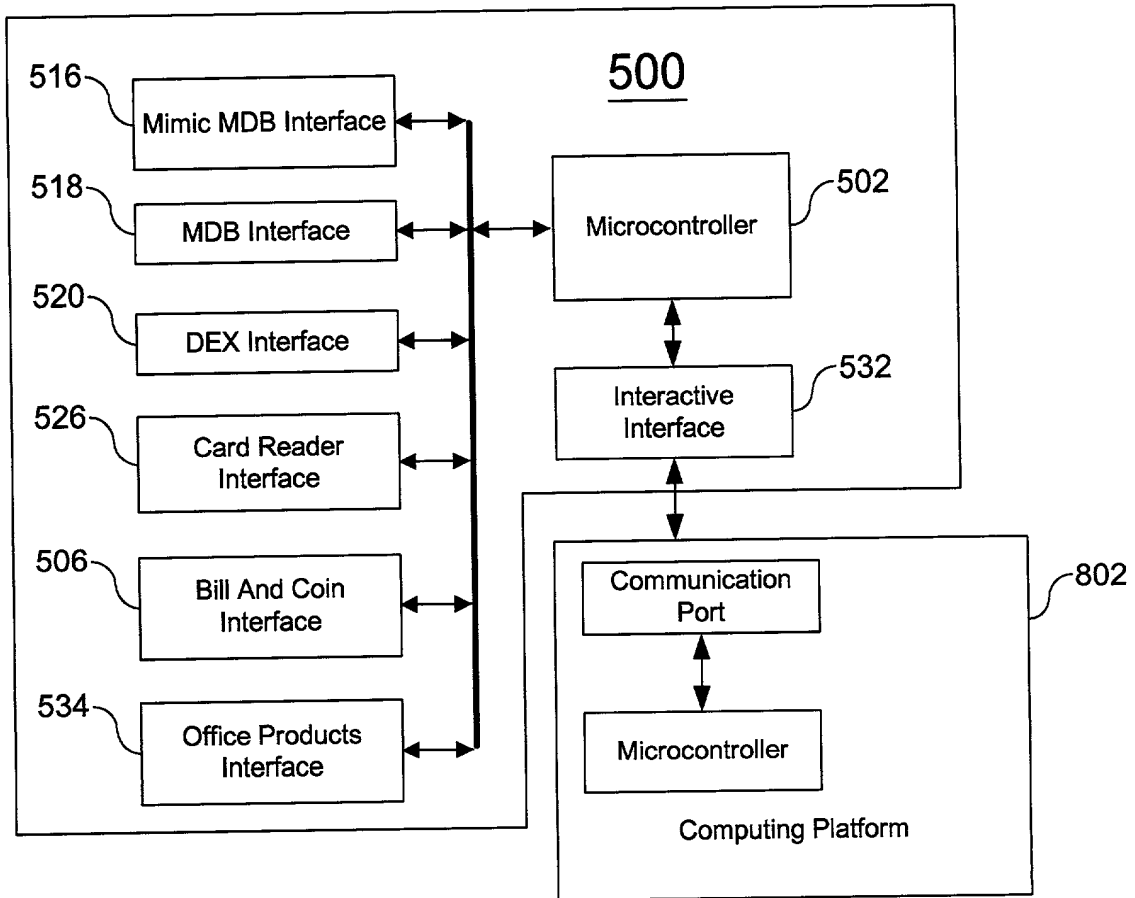 500
516
Mimic MDB Interface
518
MDB Interface
520
DEX Interface
526
Card Reader
Interface
506
Bill And Coin
Interface
534
Office Products
Interface
502
Microcontroller
532
Interactive
Interface
802
Communication
Port
Microcontroller
Computing Platform